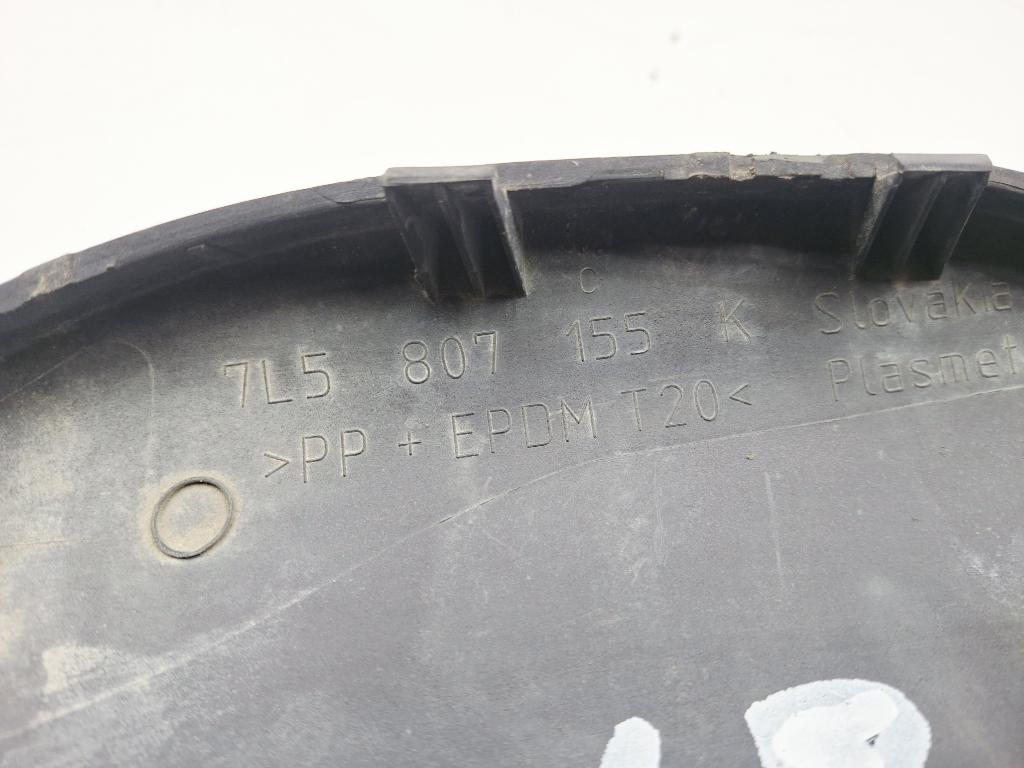 C
7L5 807 155 K
>PP + EPDM T20<
Slovakia
Plasmet